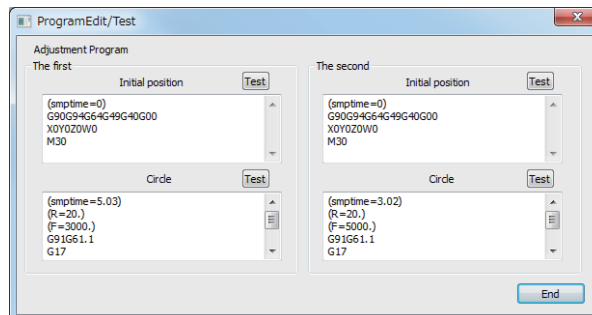 ProgramEdit/Test
Adjustment Program
The first
Initial position
Test
(smptime=0)
G90G94G64G49G40G00
X0Y0Z0W0
M30
Circle
Test
(smptime=5.03)
(R=20.)
(F=3000.)
G91G61.1
G17
The second
Initial position
Test
(smptime=0)
G90G94G64G49G40G00
X0Y0Z0W0
M30
Circle
Test
(smptime=3.02)
(R=20.)
(F=5000.)
G91G61.1
G17
End